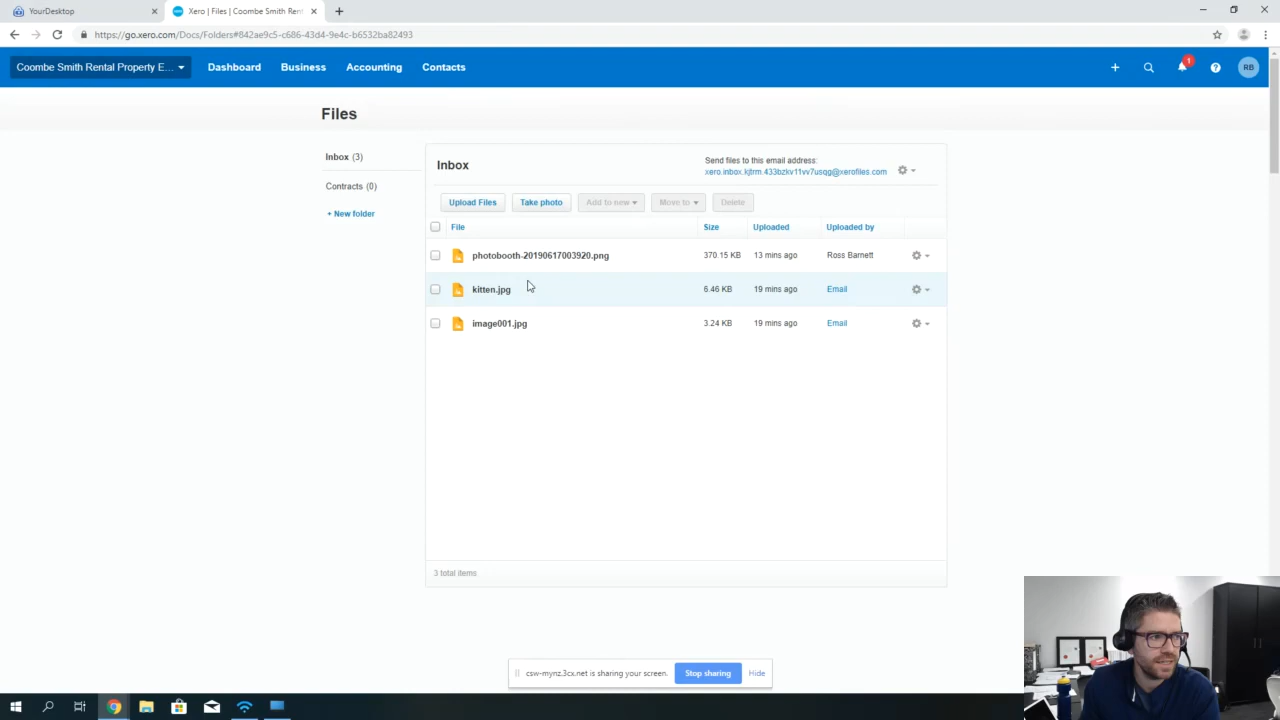 YourDesktop
Xero | Files | Coombe Smith Rent
https://go.xero.com/Docs/Folders#842ae9c5-c686-43d4-9e4c-b6532ba82493
Coombe Smith Rental Property E... Dashboard Business Accounting Contacts
1
RB
Files
Inbox (3)
Contracts (0)
+ New folder
Inbox
Send files to this email address:
xero.inbox.kjtrm.433bzkv11vv7usqg@xerofiles.com
Upload Files Take photo Add to new Move to Delete
File Size Uploaded Uploaded by
photobooth-20190617003920.png 370.15 KB 13 mins ago Ross Barnett
kitten.jpg 6.46 KB 19 mins ago Email
image001.jpg 3.24 KB 19 mins ago Email
3 total items
csw-mynz.3cx.net is sharing your screen. Stop sharing Hide